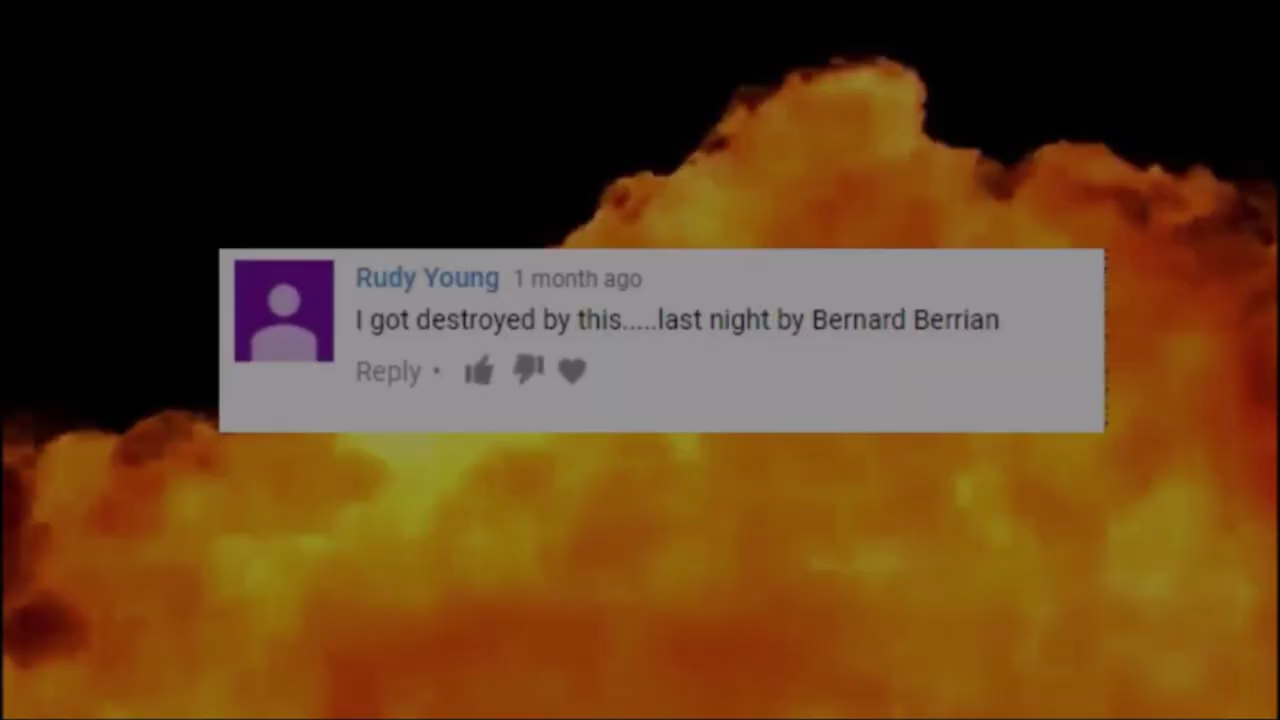 Rudy Young 1 month ago
I got destroyed by this.....last night by Bernard Berrian
Reply •